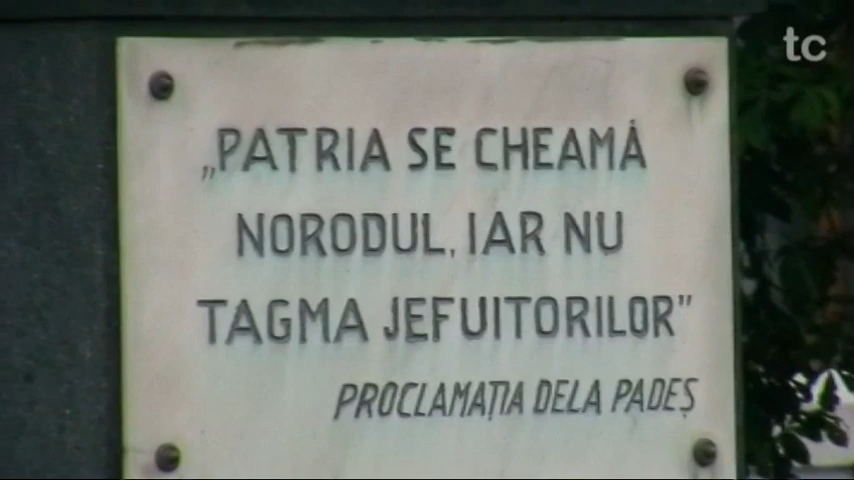 tc
„PATRIA SE CHEAMĂ
NORODUL, IAR NU
TAGMA JEFUITORILOR”
PROCLAMAȚIA DELA PADEȘ